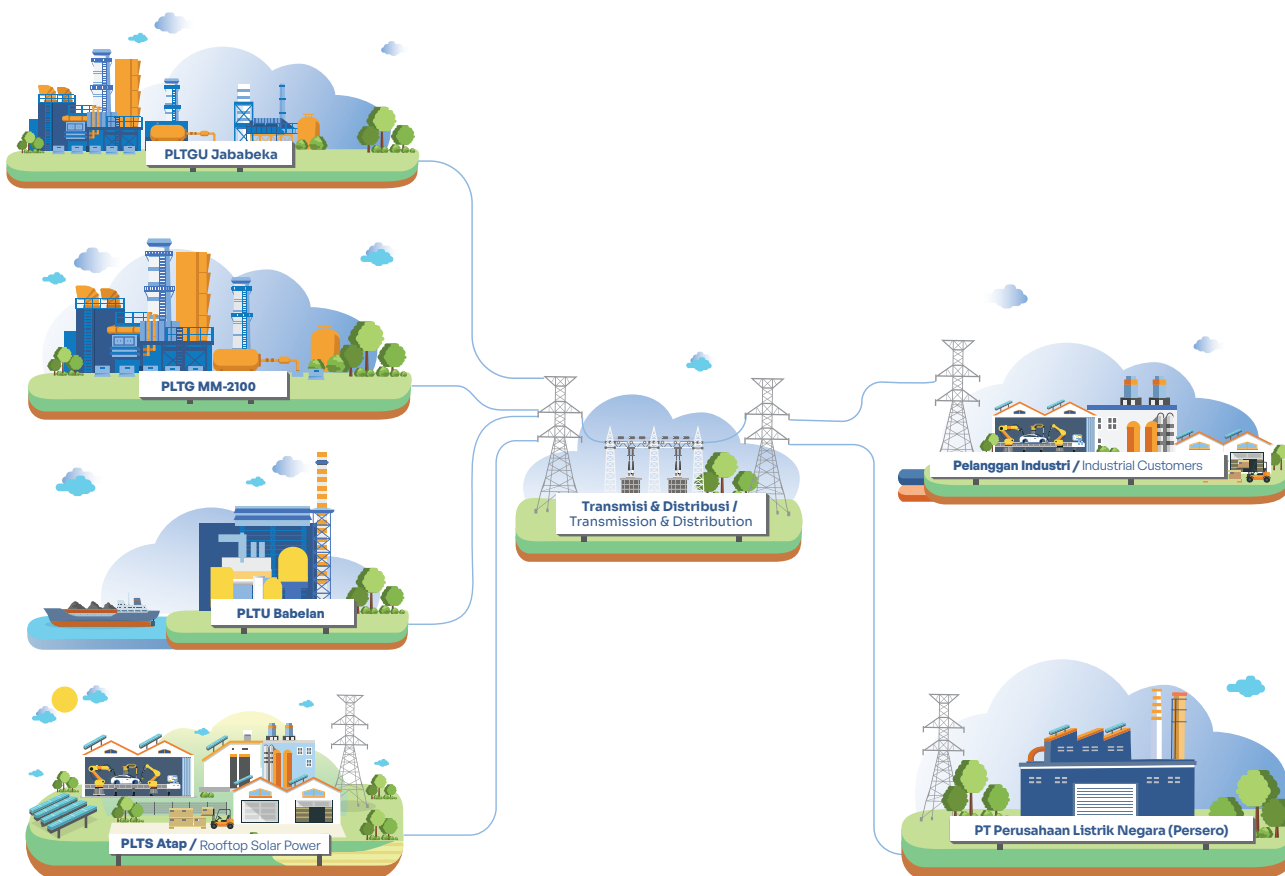 PLTGU Jababeka
PLTG MM-2100
PLTU Babelan
PLTS Atap / Rooftop Solar Power
Transmisi & Distribusi /
Transmission & Distribution
Pelanggan Industri / Industrial Customers
PT Perusahaan Listrik Negara (Persero)